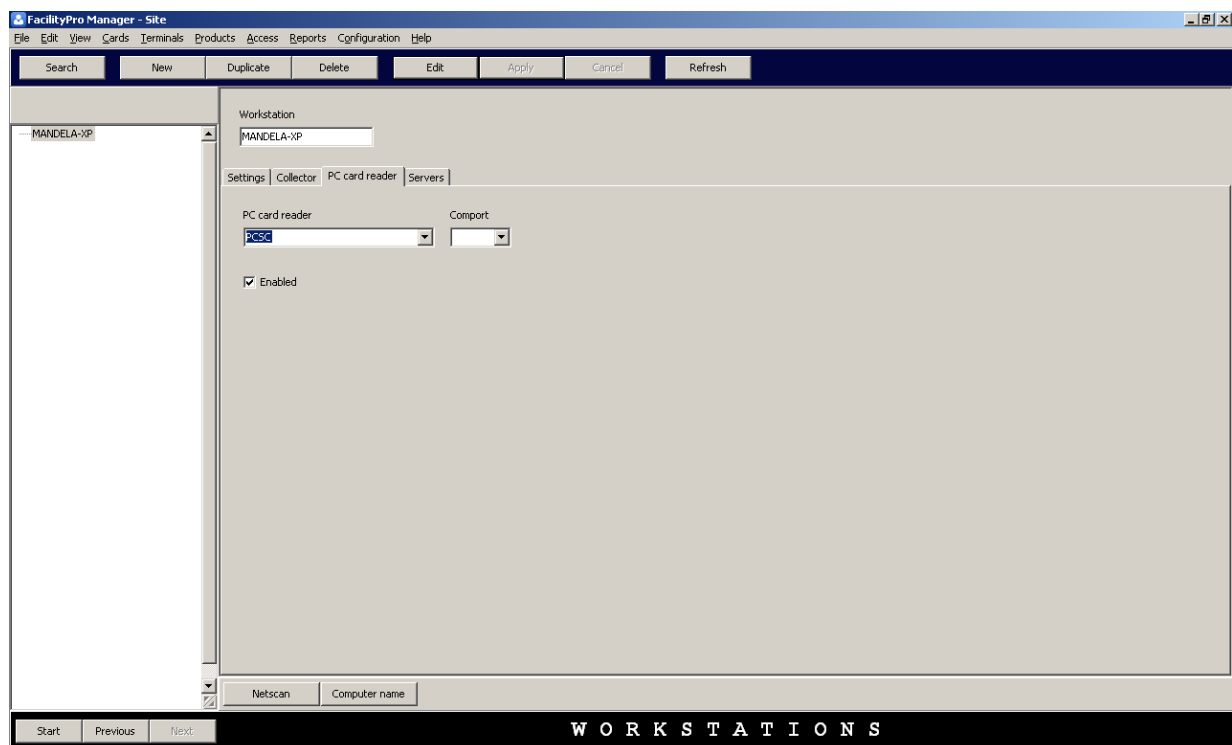 FacilityPro Manager - Site
File Edit View Cards Terminals Products Access Reports Configuration Help
Search New Duplicate Delete Edit Apply Cancel Refresh
Workstation
MANDELA-XP
MANDELA-XP
Settings Collector PC card reader Servers
PC card reader Comport
PCSC
Enabled
Netscan Computer name
Start Previous Next WORKSTATIONS